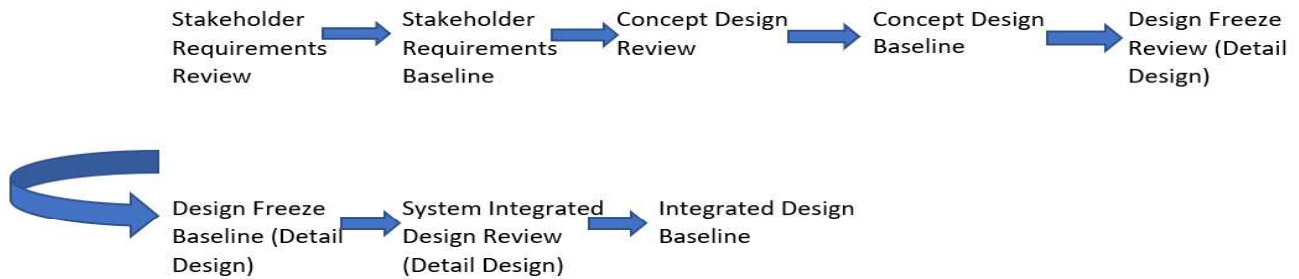 Stakeholder
Requirements
Review
Stakeholder
Requirements
Baseline
Concept Design
Review
Concept Design
Baseline
Design Freeze
Review (Detail
Design)
Design Freeze
Baseline (Detail
Design)
System Integrated
Design Review
(Detail Design)
Integrated Design
Baseline